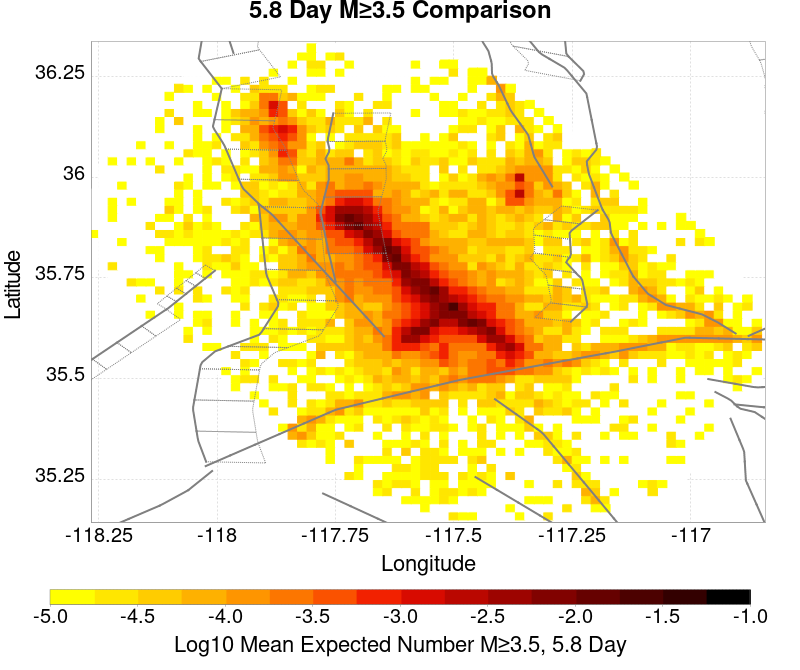 5.8 Day M≥3.5 Comparison
36.25
36
35.75
35.5
35.25
Latitude
-118.25 -118 -117.75 -117.5 -117.25 -117
Longitude
-5.0 -4.5 -4.0 -3.5 -3.0 -2.5 -2.0 -1.5 -1.0
Log10 Mean Expected Number M≥3.5, 5.8 Day